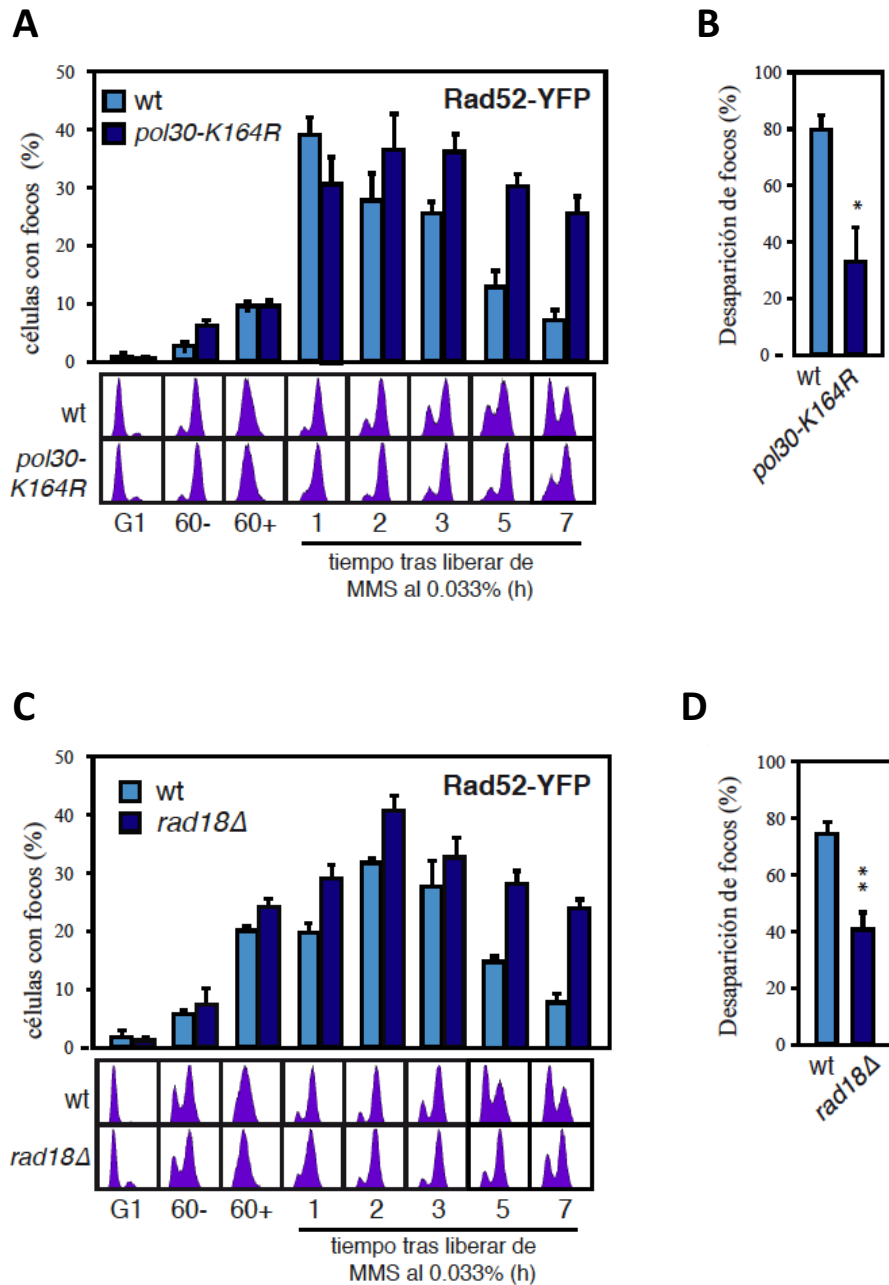 A
B
50
40
30
20
10
0
células con focos (%)
wt
pol30-K164R
Rad52-YFP
wt
pol30-
K164R
G1 60- 60+ 1 2 3 5 7
tiempo tras liberar de
MMS al 0.033% (h)
100
80
60
40
20
0
Desaparición de focos (%)
*
wt
pol30-K164R
C
D
50
40
30
20
10
0
células con focos (%)
wt
rad18Δ
Rad52-YFP
wt
rad18Δ
G1 60- 60+ 1 2 3 5 7
tiempo tras liberar de
MMS al 0.033% (h)
100
80
60
40
20
0
Desaparición de focos (%)
**
wt
rad18Δ